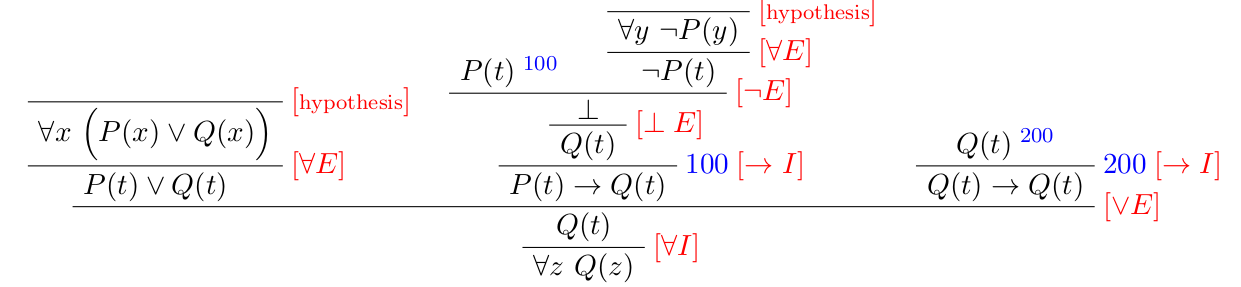 [hypothesis]
∀y ¬P(y) [∀E]
P(t) 100 ¬P(t) [¬E]
[hypothesis]
⊥ [⊥ E]
∀x (P(x) ∨ Q(x)) [∀E]
Q(t) 100 [→ I]
Q(t) 200 200 [→ I]
P(t) ∨ Q(t) P(t) → Q(t) Q(t) → Q(t) [∨E]
Q(t) [∀I]
∀z Q(z)